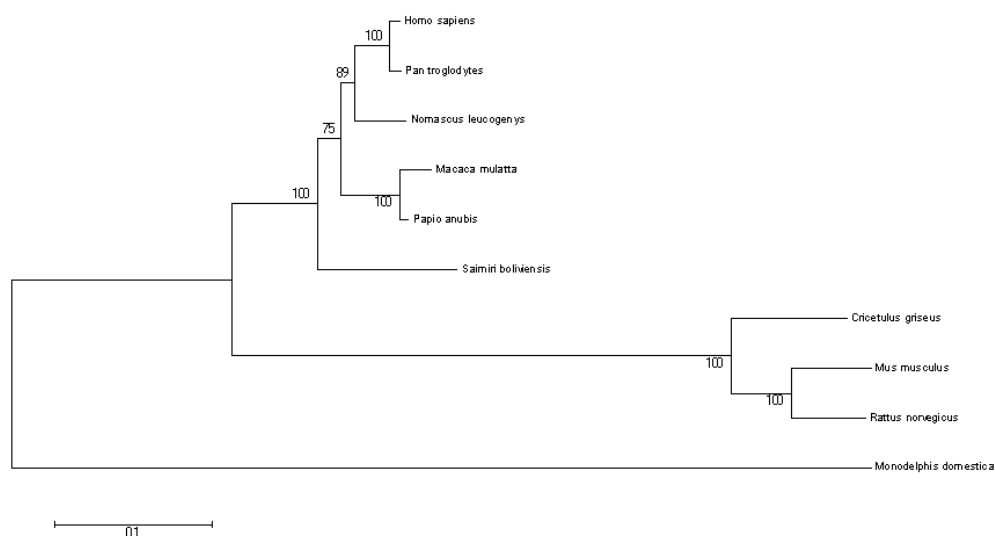 Homo sapiens
100
Pan troglodytes
89
Nomascus leucogenys
75
Macaca mulatta
100
100
Papio anubis
Saimiri boliviensis
Cricetulus griseus
100
Mus musculus
100
Rattus norvegicus
Monodelphis domestica
0.1